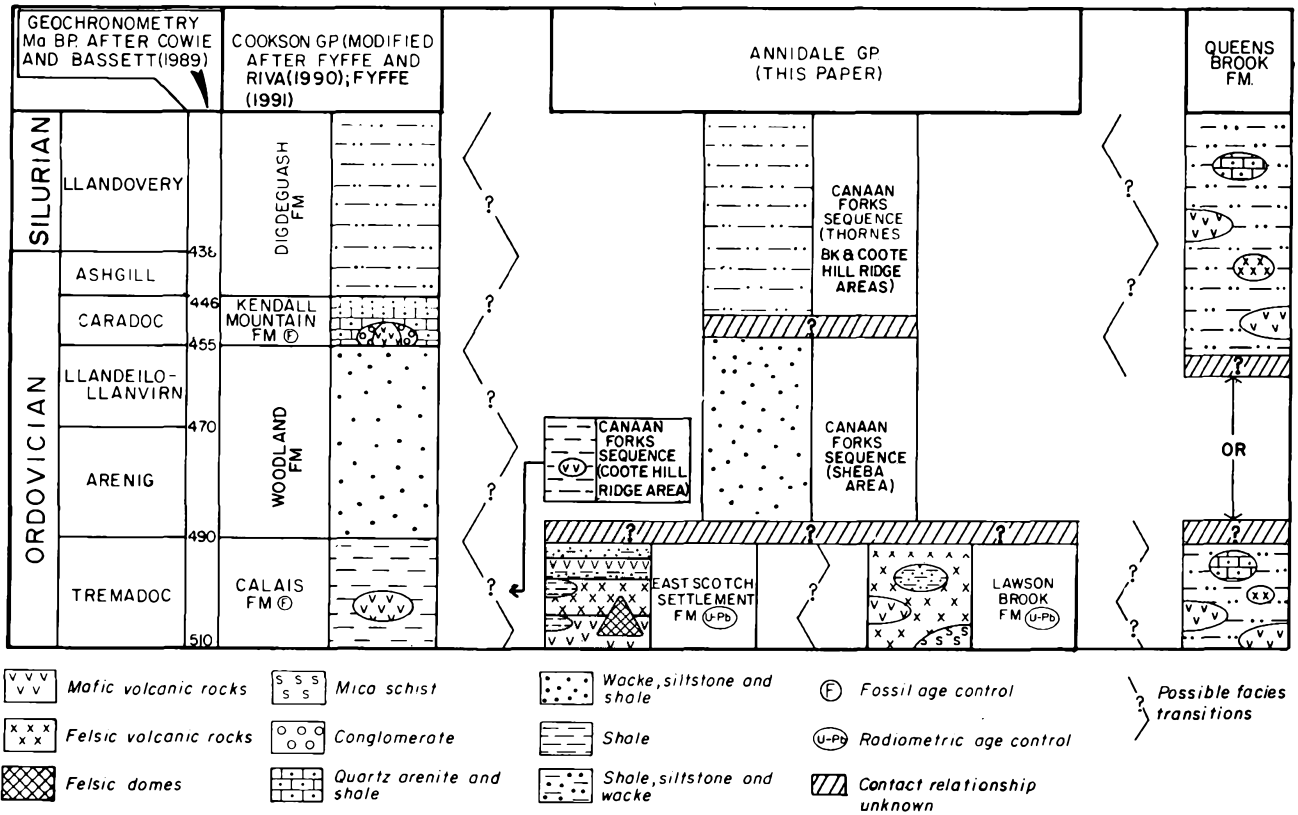 GEOCHRONOMETRY
Ma BP. AFTER COWIE
AND BASSETT(1989)
COOKSON GP (MODIFIED
AFTER FYFFE AND
RIVA(1990); FYFFE
(1991)
ANNIDALE GP.
(THIS PAPER)
QUEENS
BROOK
FM.
SILURIAN
ORDOVICIAN
LLANDOVERY
ASHGILL
CARADOC
LLANDEILO-
LLANVIRN
ARENIG
TREMADOC
438
446
455
470
490
510
DIGDEGUASH
FM
KENDALL
MOUNTAIN
FM F
WOODLAND
FM
CALAIS
FM F
?
?
?
?
?
CANAAN
FORKS
SEQUENCE
(COOTE HILL
RIDGE AREA)
CANAAN
FORKS
SEQUENCE
(THORNES
BK & COOTE
HILL RIDGE
AREAS)
?
CANAAN
FORKS
SEQUENCE
(SHEBA
AREA)
? ? ?
EAST SCOTCH
SETTLEMENT
FM U-Pb
?
LAWSON
BROOK
FM U-Pb
?
?
?
?
?
OR
?
?
Mafic volcanic rocks
Felsic volcanic rocks
Felsic domes
Mica schist
Conglomerate
Quartz arenite and
shale
Wacke, siltstone and
shale
Shale
Shale, siltstone and
wacke
F Fossil age control
U-Pb Radiometric age control
Contact relationship
unknown
? Possible facies
transitions